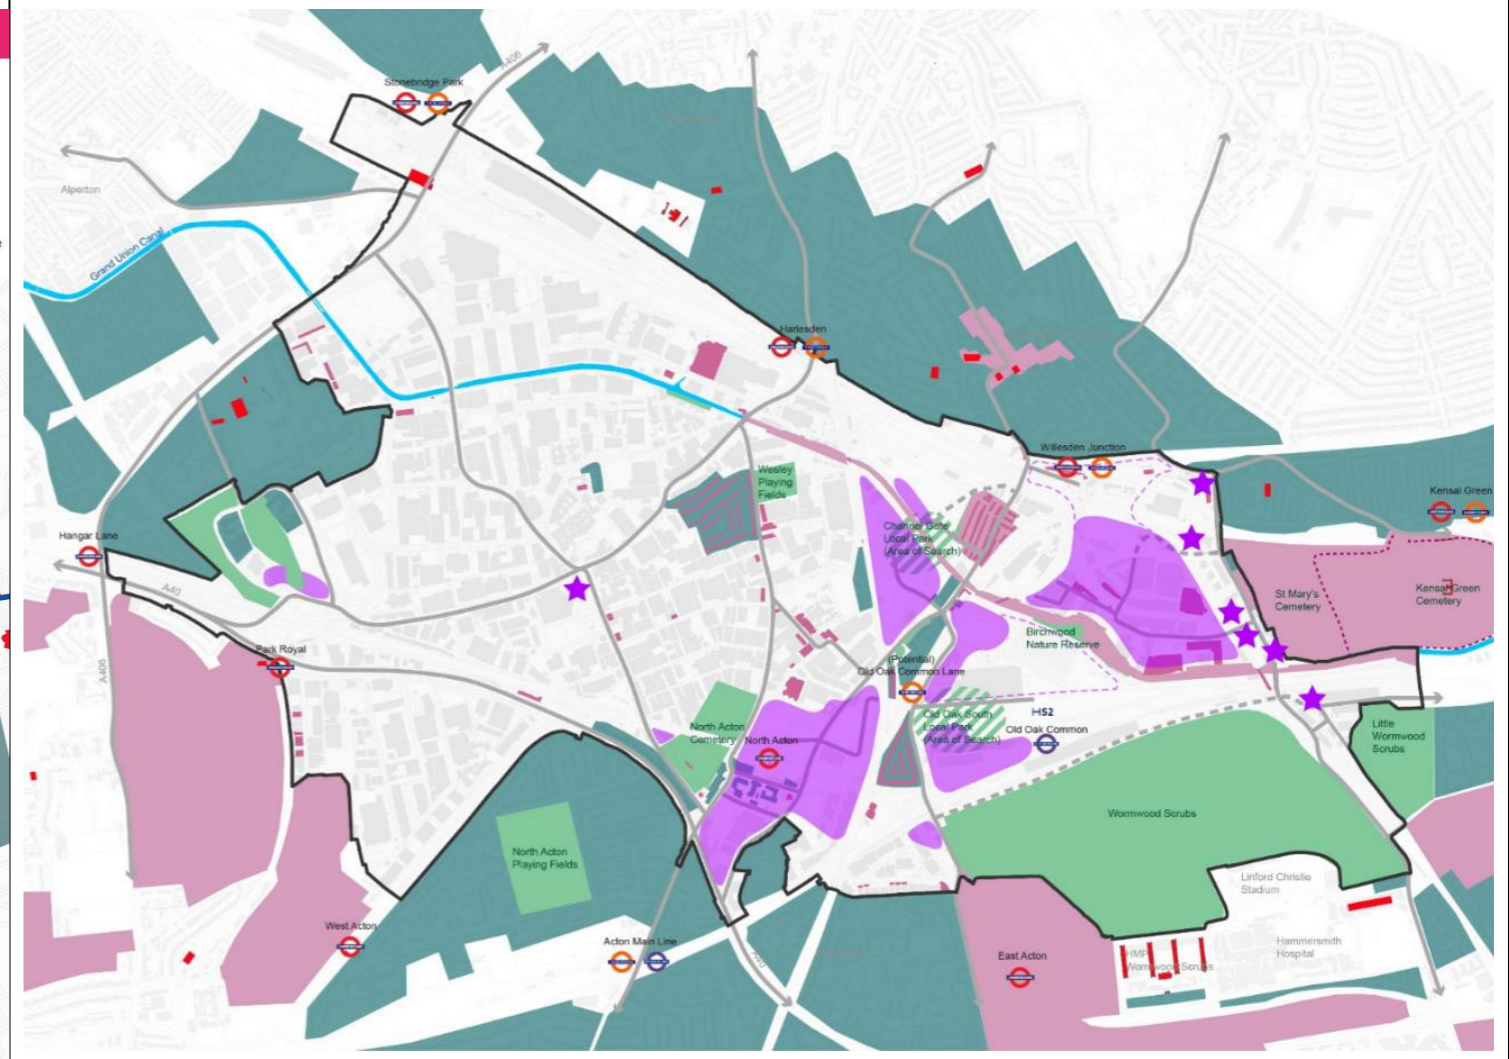 A406
Stonebridge Park
Alperton
Grand Union Canal
Harlesden
Willesden Junction
Wesley
Playing
Fields
Kensal Green
Channel Gate
Local Park
(Area of Search)
Hangar Lane
A40
St Mary's
Cemetery
Kensal Green
Cemetery
Birchwood
Nature Reserve
Park Royal
A406
(Potential)
Old Oak Common Lane
North Acton
Cemetery
North Acton
Old Oak South
Local Park
(Area of Search)
HS2
Old Oak Common
Little
Wormwood
Scrubs
Wormwood Scrubs
North Acton
Playing Fields
Linford Christie
Stadium
West Acton
Acton Main Line
A40
East Acton
HMP
Wormwood Scrubs
Hammersmith
Hospital